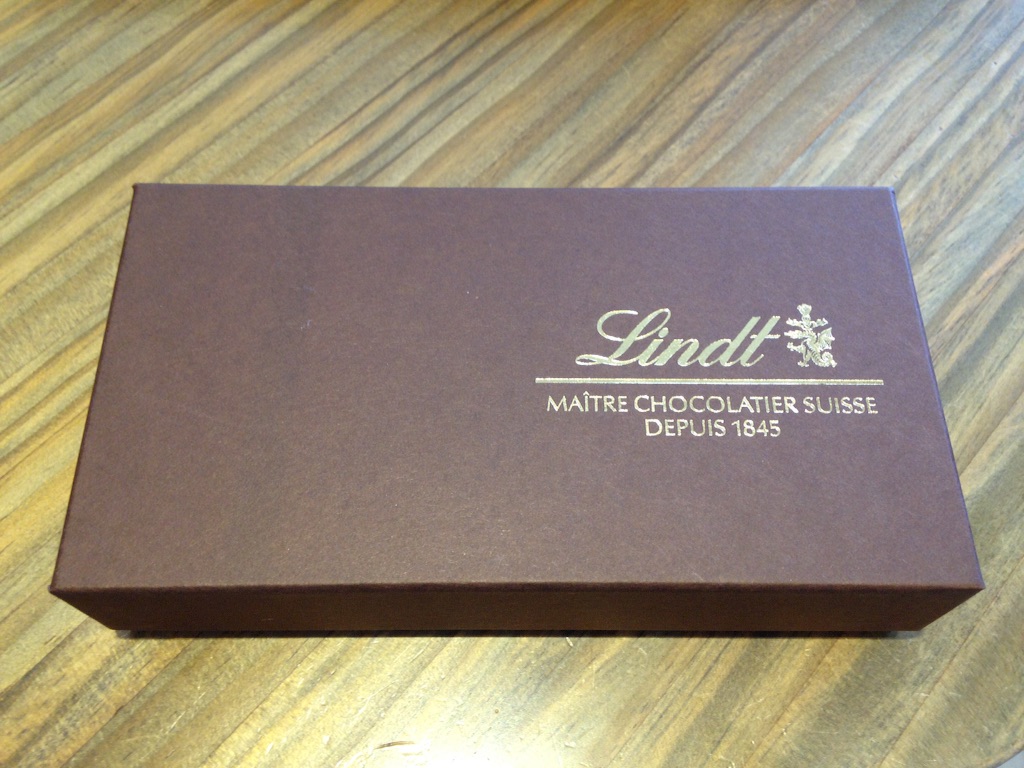 Lindt
MAÎTRE CHOCOLATIER SUISSE
DEPUIS 1845